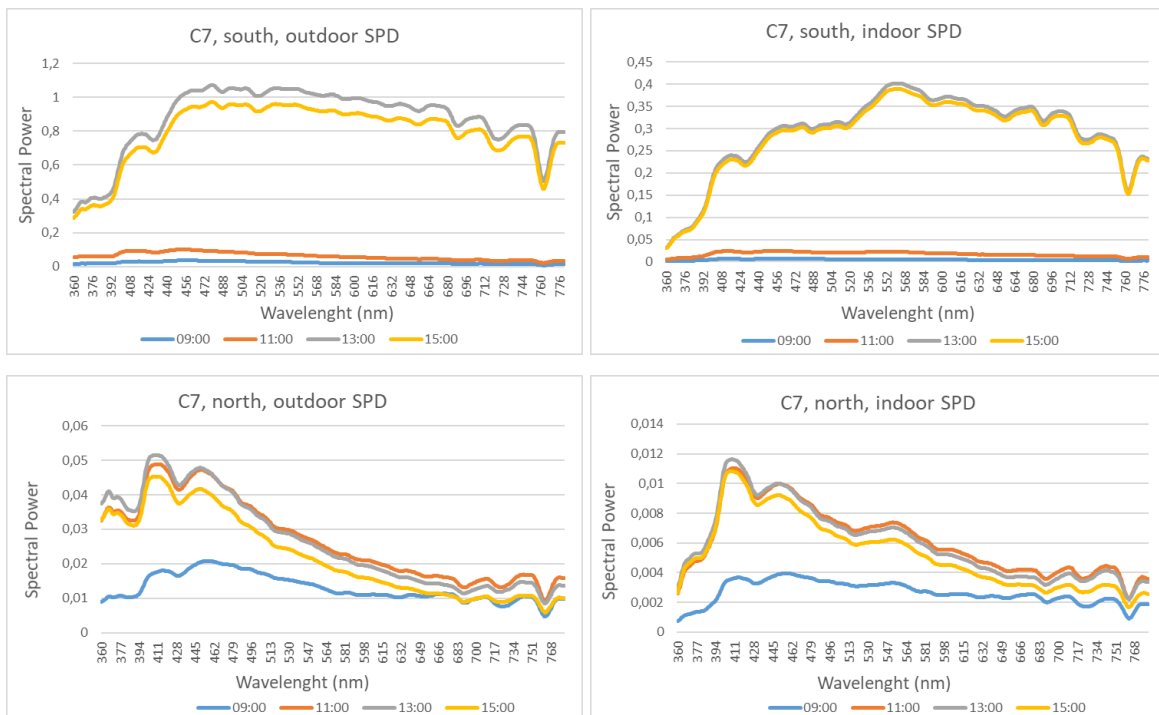 C7, south, outdoor SPD
1,2
1
0,8
0,6
0,4
0,2
0
Spectral Power
360 376 392 408 424 440 456 472 488 504 520 536 552 568 584 600 616 632 648 664 680 696 712 728 744 760 776
Wavelenght (nm)
09:00 11:00 13:00 15:00
C7, south, indoor SPD
0,45
0,4
0,35
0,3
0,25
0,2
0,15
0,1
0,05
0
Spectral Power
360 376 392 408 424 440 456 472 488 504 520 536 552 568 584 600 616 632 648 664 680 696 712 728 744 760 776
Wavelenght (nm)
09:00 11:00 13:00 15:00
C7, north, outdoor SPD
0,06
0,05
0,04
0,03
0,02
0,01
0
Spectral Power
360 377 394 411 428 445 462 479 496 513 530 547 564 581 598 615 632 649 666 683 700 717 734 751 768
Wavelenght (nm)
09:00 11:00 13:00 15:00
C7, north, indoor SPD
0,014
0,012
0,01
0,008
0,006
0,004
0,002
0
Spectral Power
360 377 394 411 428 445 462 479 496 513 530 547 564 581 598 615 632 649 666 683 700 717 734 751 768
Wavelenght (nm)
09:00 11:00 13:00 15:00